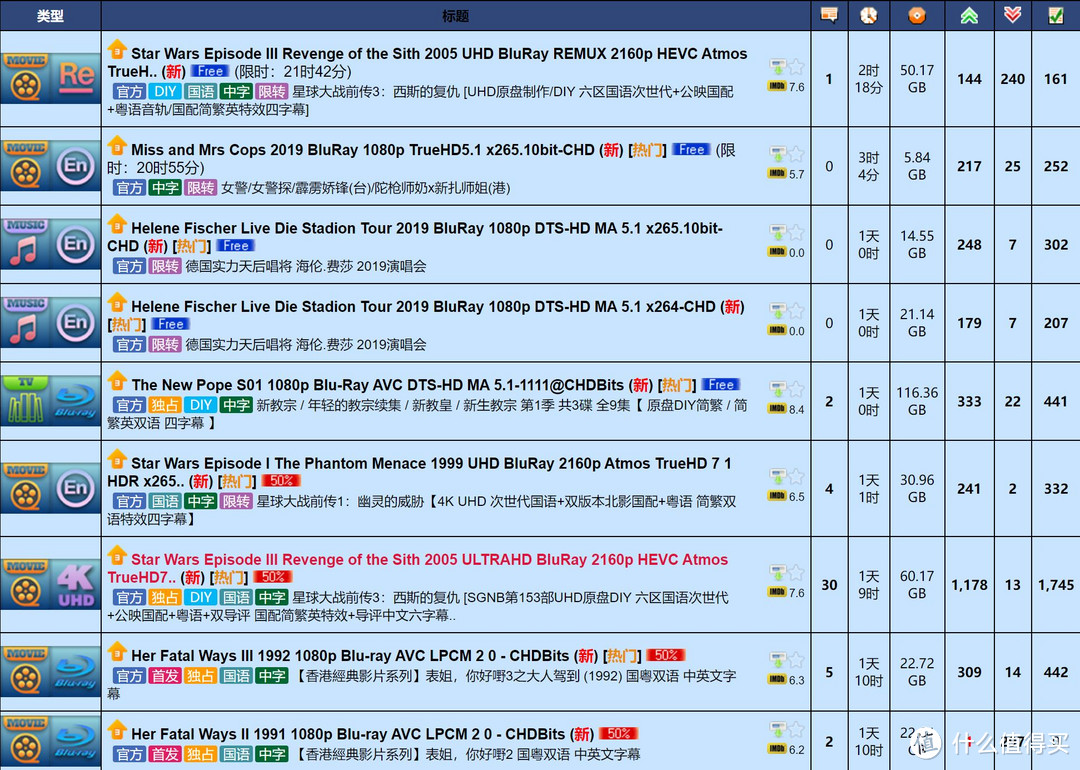 类型 标题
MOVIE Re Star Wars Episode III Revenge of the Sith 2005 UHD BluRay REMUX 2160p HEVC Atmos
TrueH.. (新) Free (限时：21时42分)
官方 DIY 国语 中字 限转 星球大战前传3：西斯的复仇 [UHD原盘制作/DIY 六区国语次世代+公映国配
+粤语音轨/国配简繁英特效四字幕]
IMDb 7.6
1
2时
18分
50.17
GB
144 240 161
MOVIE En Miss and Mrs Cops 2019 BluRay 1080p TrueHD5.1 x265.10bit-CHD (新) [热门] Free (限
时：20时55分)
官方 中字 限转 女警/女警探/霹雳娇锋(台)/陀枪师奶x新扎师姐(港)
IMDb 5.7
0
3时
4分
5.84
GB
217 25 252
MUSIC En Helene Fischer Live Die Stadion Tour 2019 BluRay 1080p DTS-HD MA 5.1 x265.10bit-
CHD (新) [热门] Free
官方 限转 德国实力天后唱将 海伦.费莎 2019演唱会
IMDb 0.0
0
1天
0时
14.55
GB
248 7 302
MUSIC En Helene Fischer Live Die Stadion Tour 2019 BluRay 1080p DTS-HD MA 5.1 x264-CHD (新)
[热门] Free
官方 限转 德国实力天后唱将 海伦.费莎 2019演唱会
IMDb 0.0
0
1天
0时
21.14
GB
179 7 207
TV Blu-ray The New Pope S01 1080p Blu-Ray AVC DTS-HD MA 5.1-1111@CHDBits (新) [热门] Free
官方 独占 DIY 中字 新教宗 / 年轻的教宗续集 / 新教皇 / 新生教宗 第1季 共3碟 全9集【 原盘DIY简繁 / 简
繁英双语 四字幕 】
IMDb 8.4
2
1天
0时
116.36
GB
333 22 441
MOVIE En Star Wars Episode I The Phantom Menace 1999 UHD BluRay 2160p Atmos TrueHD 7 1
HDR x265.. (新) [热门] 50%
官方 国语 中字 限转 星球大战前传1：幽灵的威胁【4K UHD 次世代国语+双版本北影国配+粤语 简繁双
语特效四字幕】
IMDb 6.5
4
1天
1时
30.96
GB
241 2 332
MOVIE 4K UHD Star Wars Episode III Revenge of the Sith 2005 ULTRAHD BluRay 2160p HEVC Atmos
TrueHD7.. (新) [热门] 50%
官方 独占 DIY 国语 中字 星球大战前传3：西斯的复仇 [SGNB第153部UHD原盘DIY 六区国语次世代
+公映国配+粤语+双导评 国配简繁英特效+导评中文六字幕..
IMDb 7.6
30
1天
9时
60.17
GB
1,178 13 1,745
MOVIE Blu-ray Her Fatal Ways III 1992 1080p Blu-ray AVC LPCM 2 0 - CHDBits (新) [热门] 50%
官方 首发 独占 国语 中字 【香港經典影片系列】表姐，你好嘢3之大人驾到 (1992) 国粤双语 中英文字
幕
IMDb 6.3
5
1天
10时
22.72
GB
309 14 442
MOVIE Blu-ray Her Fatal Ways II 1991 1080p Blu-ray AVC LPCM 2 0 - CHDBits (新) 50%
官方 首发 独占 国语 中字 【香港經典影片系列】表姐，你好嘢2 国粤双语 中英文字幕
IMDb 6.2
2
1天
10时
值 什么值得买